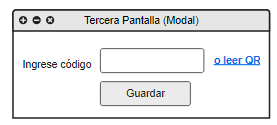 Tercera Pantalla (Modal)
Ingrese código
o leer QR
Guardar